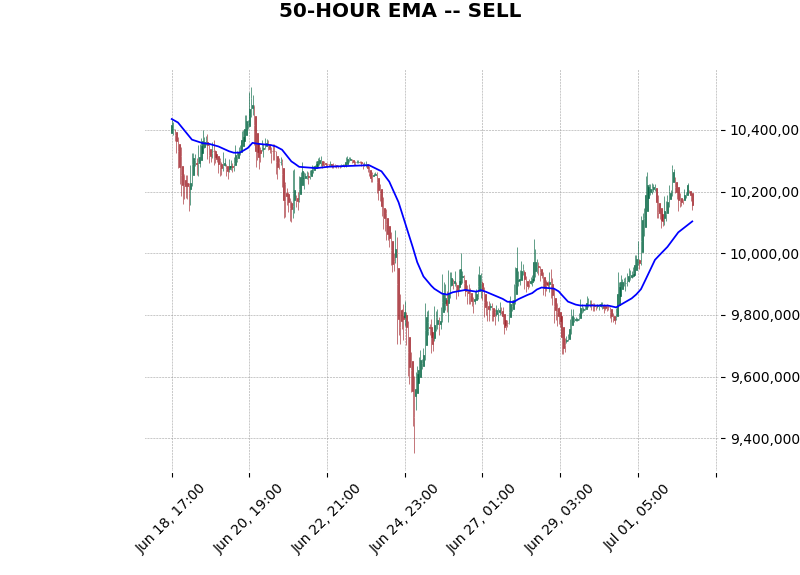 50-HOUR EMA -- SELL
10,400,00
10,200,00
10,000,00
9,800,000
9,600,000
9,400,000
Jun 18, 17:00
Jun 20, 19:00
Jun 22, 21:00
Jun 24, 23:00
Jun 27, 01:00
Jun 29, 03:00
Jul 01, 05:00